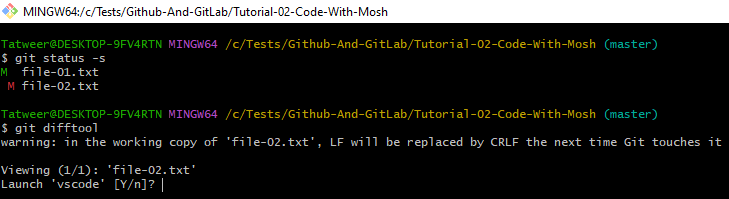 MINGW64:/c/Tests/Github-And-GitLab/Tutorial-02-Code-With-Mosh
Tatweer@DESKTOP-9FV4RTN MINGW64 /c/Tests/Github-And-GitLab/Tutorial-02-Code-With-Mosh (master)
$ git status -s
M  file-01.txt
 M file-02.txt
Tatweer@DESKTOP-9FV4RTN MINGW64 /c/Tests/Github-And-GitLab/Tutorial-02-Code-With-Mosh (master)
$ git difftool
warning: in the working copy of 'file-02.txt', LF will be replaced by CRLF the next time Git touches it
Viewing (1/1): 'file-02.txt'
Launch 'vscode' [Y/n]?